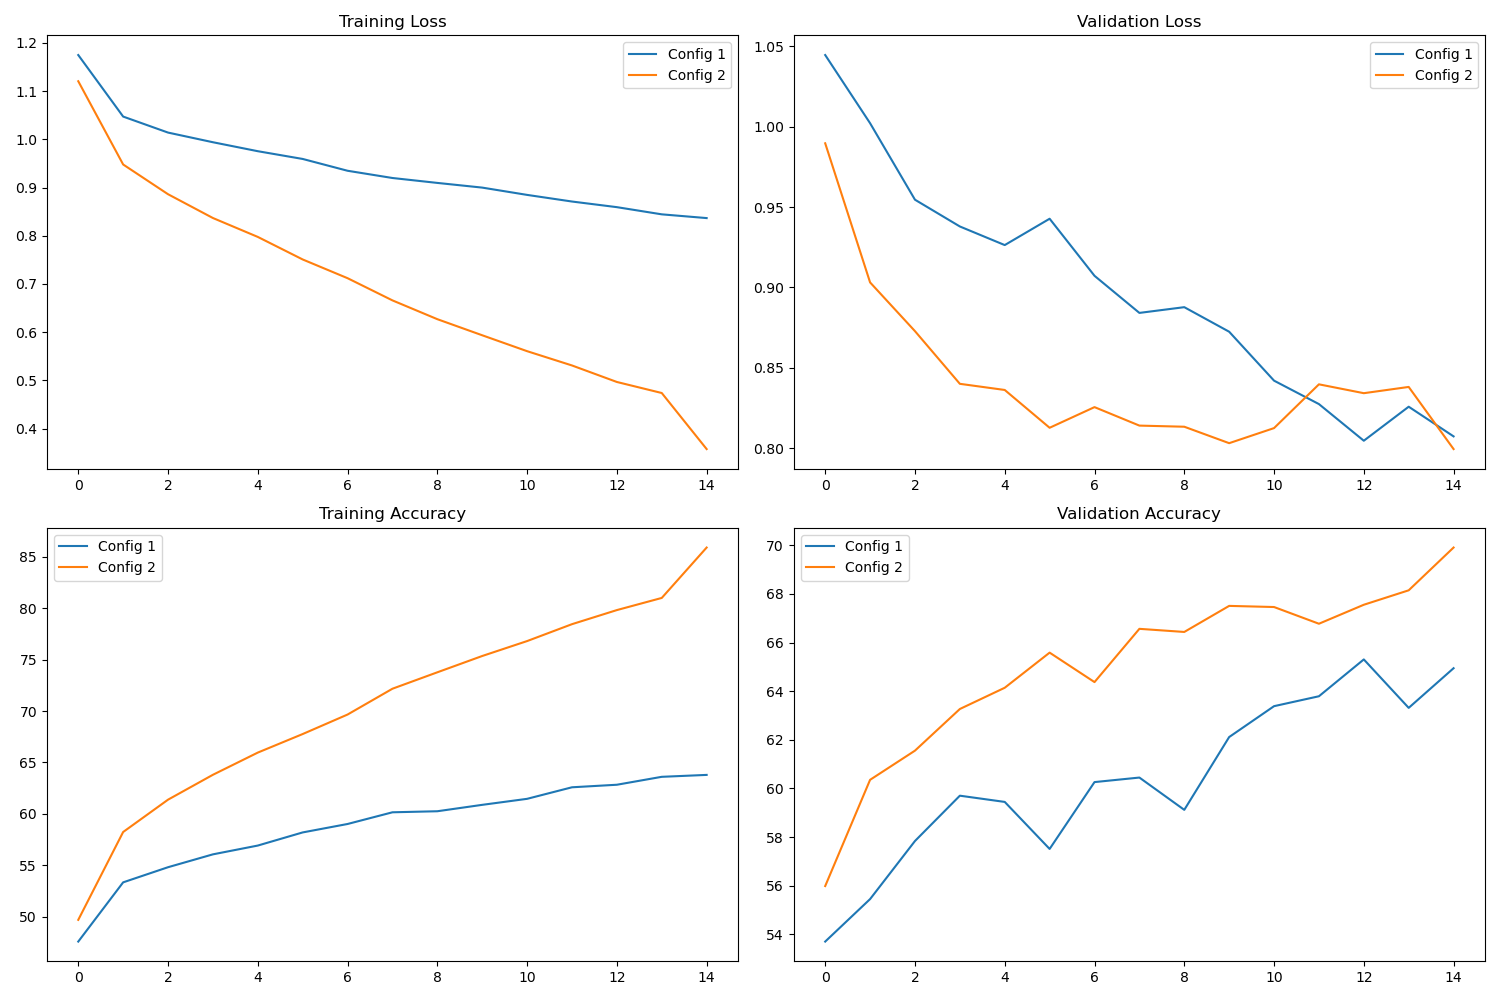 Training Loss
Config 1
Config 2
1.2
1.1
1.0
0.9
0.8
0.7
0.6
0.5
0.4
0 2 4 6 8 10 12 14
Validation Loss
Config 1
Config 2
1.05
1.00
0.95
0.90
0.85
0.80
0 2 4 6 8 10 12 14
Training Accuracy
Config 1
Config 2
85
80
75
70
65
60
55
50
0 2 4 6 8 10 12 14
Validation Accuracy
Config 1
Config 2
70
68
66
64
62
60
58
56
54
0 2 4 6 8 10 12 14